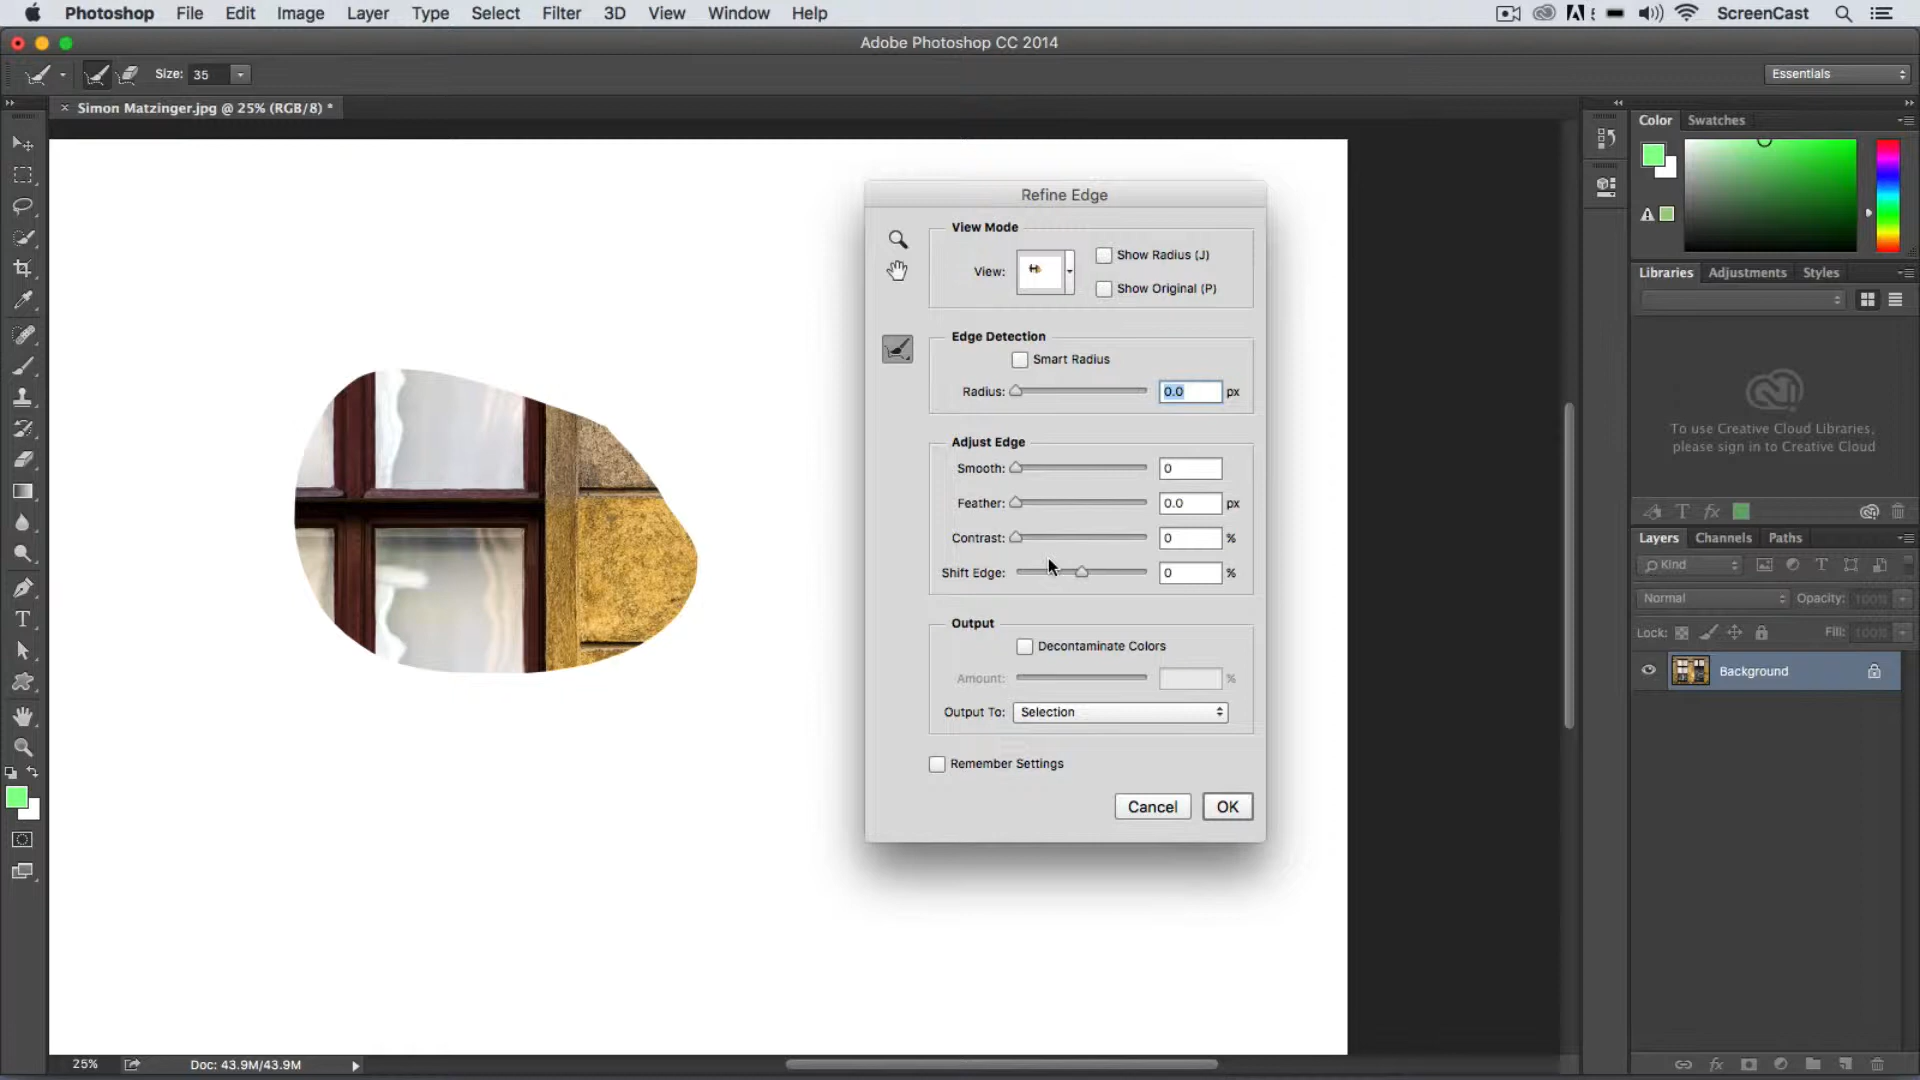 Photoshop File Edit Image Layer Type Select Filter 3D View Window Help ScreenCast
Adobe Photoshop CC 2014
Size: 35 Essentials
× Simon Matzinger.jpg @ 25% (RGB/8) *
Color Swatches
Refine Edge
View Mode
View:
Show Radius (J)
Show Original (P)
Edge Detection
Smart Radius
Radius: 0.0 px
Adjust Edge
Smooth: 0
Feather: 0.0 px
Contrast: 0 %
Shift Edge: 0 %
Output
Decontaminate Colors
Amount: %
Output To: Selection
Remember Settings
Cancel OK
Libraries Adjustments Styles
To use Creative Cloud Libraries,
please sign in to Creative Cloud
Layers Channels Paths
Kind
Normal Opacity: 100%
Lock: Fill: 100%
Background
25% Doc: 43.9M/43.9M